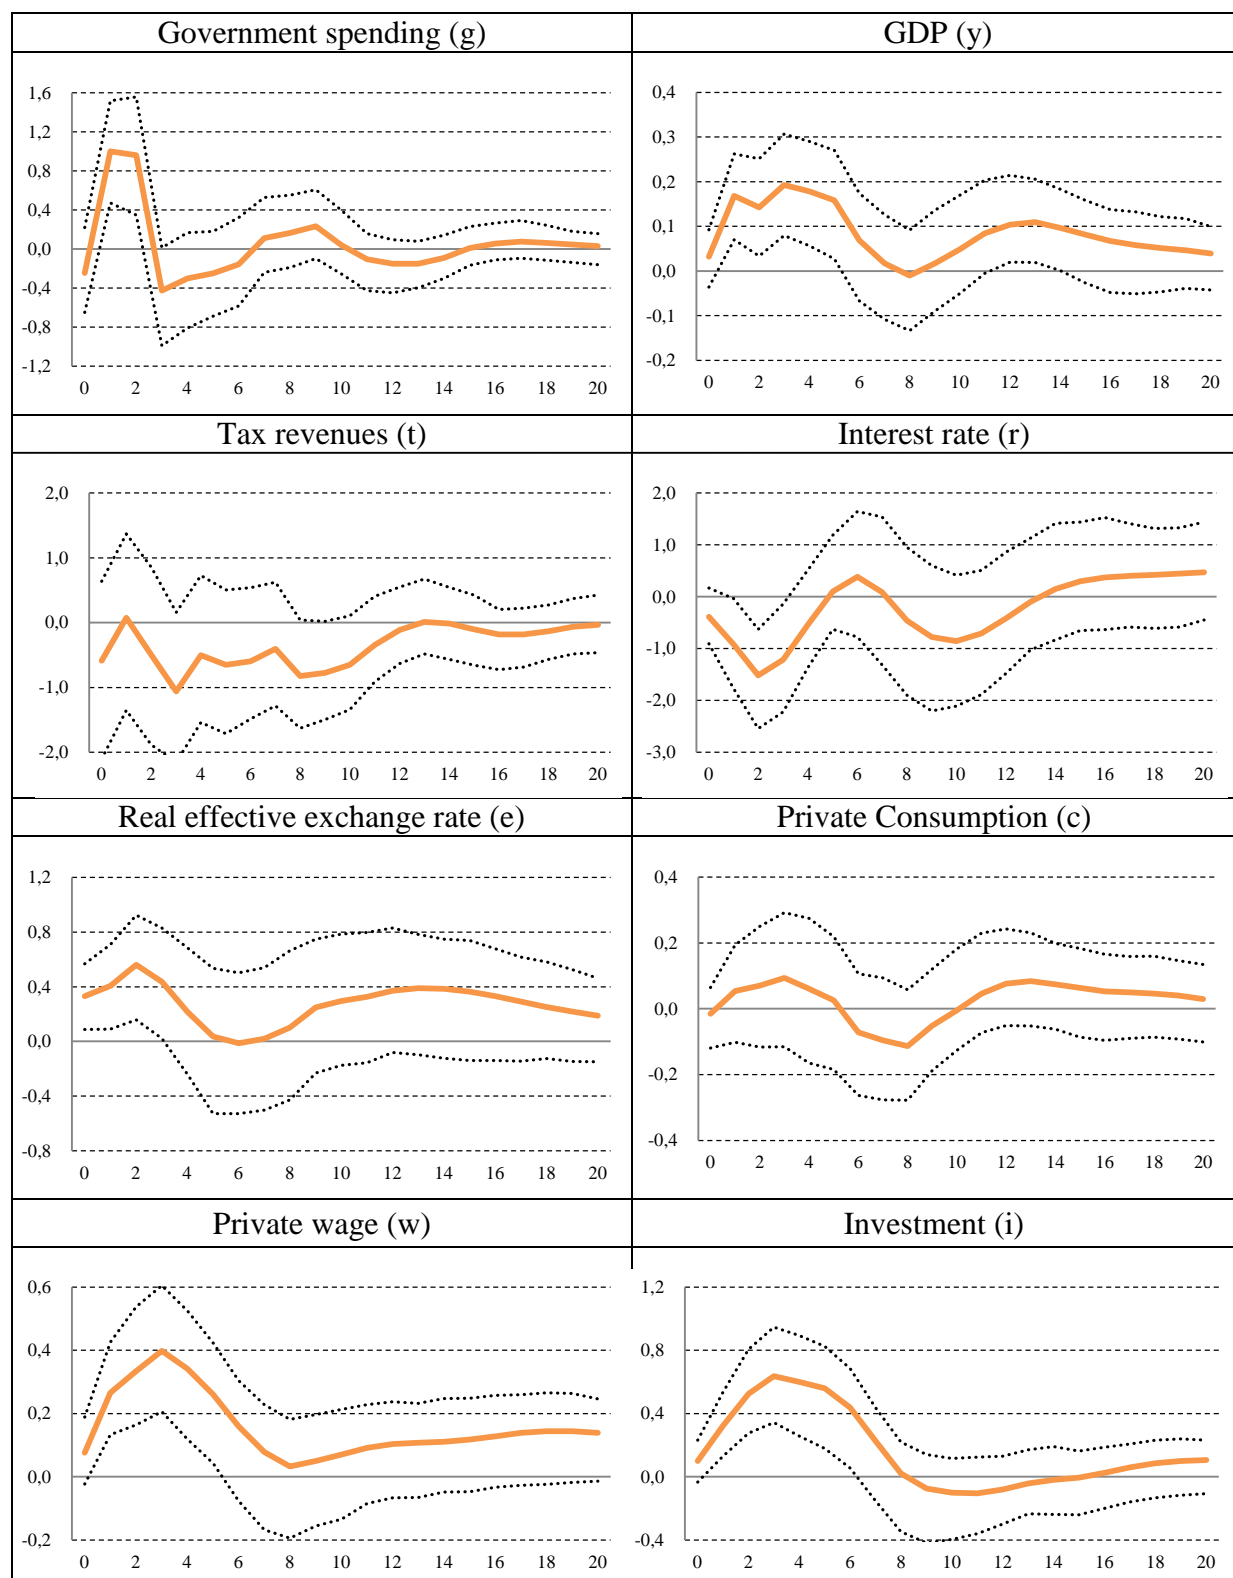 Government spending (g)
GDP (y)
1,6
1,2
0,8
0,4
0,0
-0,4
-0,8
-1,2
0 2 4 6 8 10 12 14 16 18 20
0,4
0,3
0,2
0,1
0,0
-0,1
-0,2
0 2 4 6 8 10 12 14 16 18 20
Tax revenues (t)
Interest rate (r)
2,0
1,0
0,0
-1,0
-2,0
0 2 4 6 8 10 12 14 16 18 20
2,0
1,0
0,0
-1,0
-2,0
-3,0
0 2 4 6 8 10 12 14 16 18 20
Real effective exchange rate (e)
Private Consumption (c)
1,2
0,8
0,4
0,0
-0,4
-0,8
0 2 4 6 8 10 12 14 16 18 20
0,4
0,2
0,0
-0,2
-0,4
0 2 4 6 8 10 12 14 16 18 20
Private wage (w)
Investment (i)
0,6
0,4
0,2
0,0
-0,2
0 2 4 6 8 10 12 14 16 18 20
1,2
0,8
0,4
0,0
-0,4
0 2 4 6 8 10 12 14 16 18 20